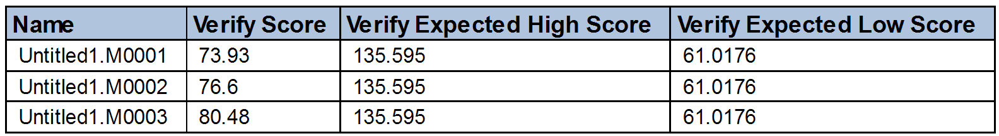 Name Verify Score Verify Expected High Score Verify Expected Low Score
Untitled1.M0001 73.93 135.595 61.0176
Untitled1.M0002 76.6 135.595 61.0176
Untitled1.M0003 80.48 135.595 61.0176